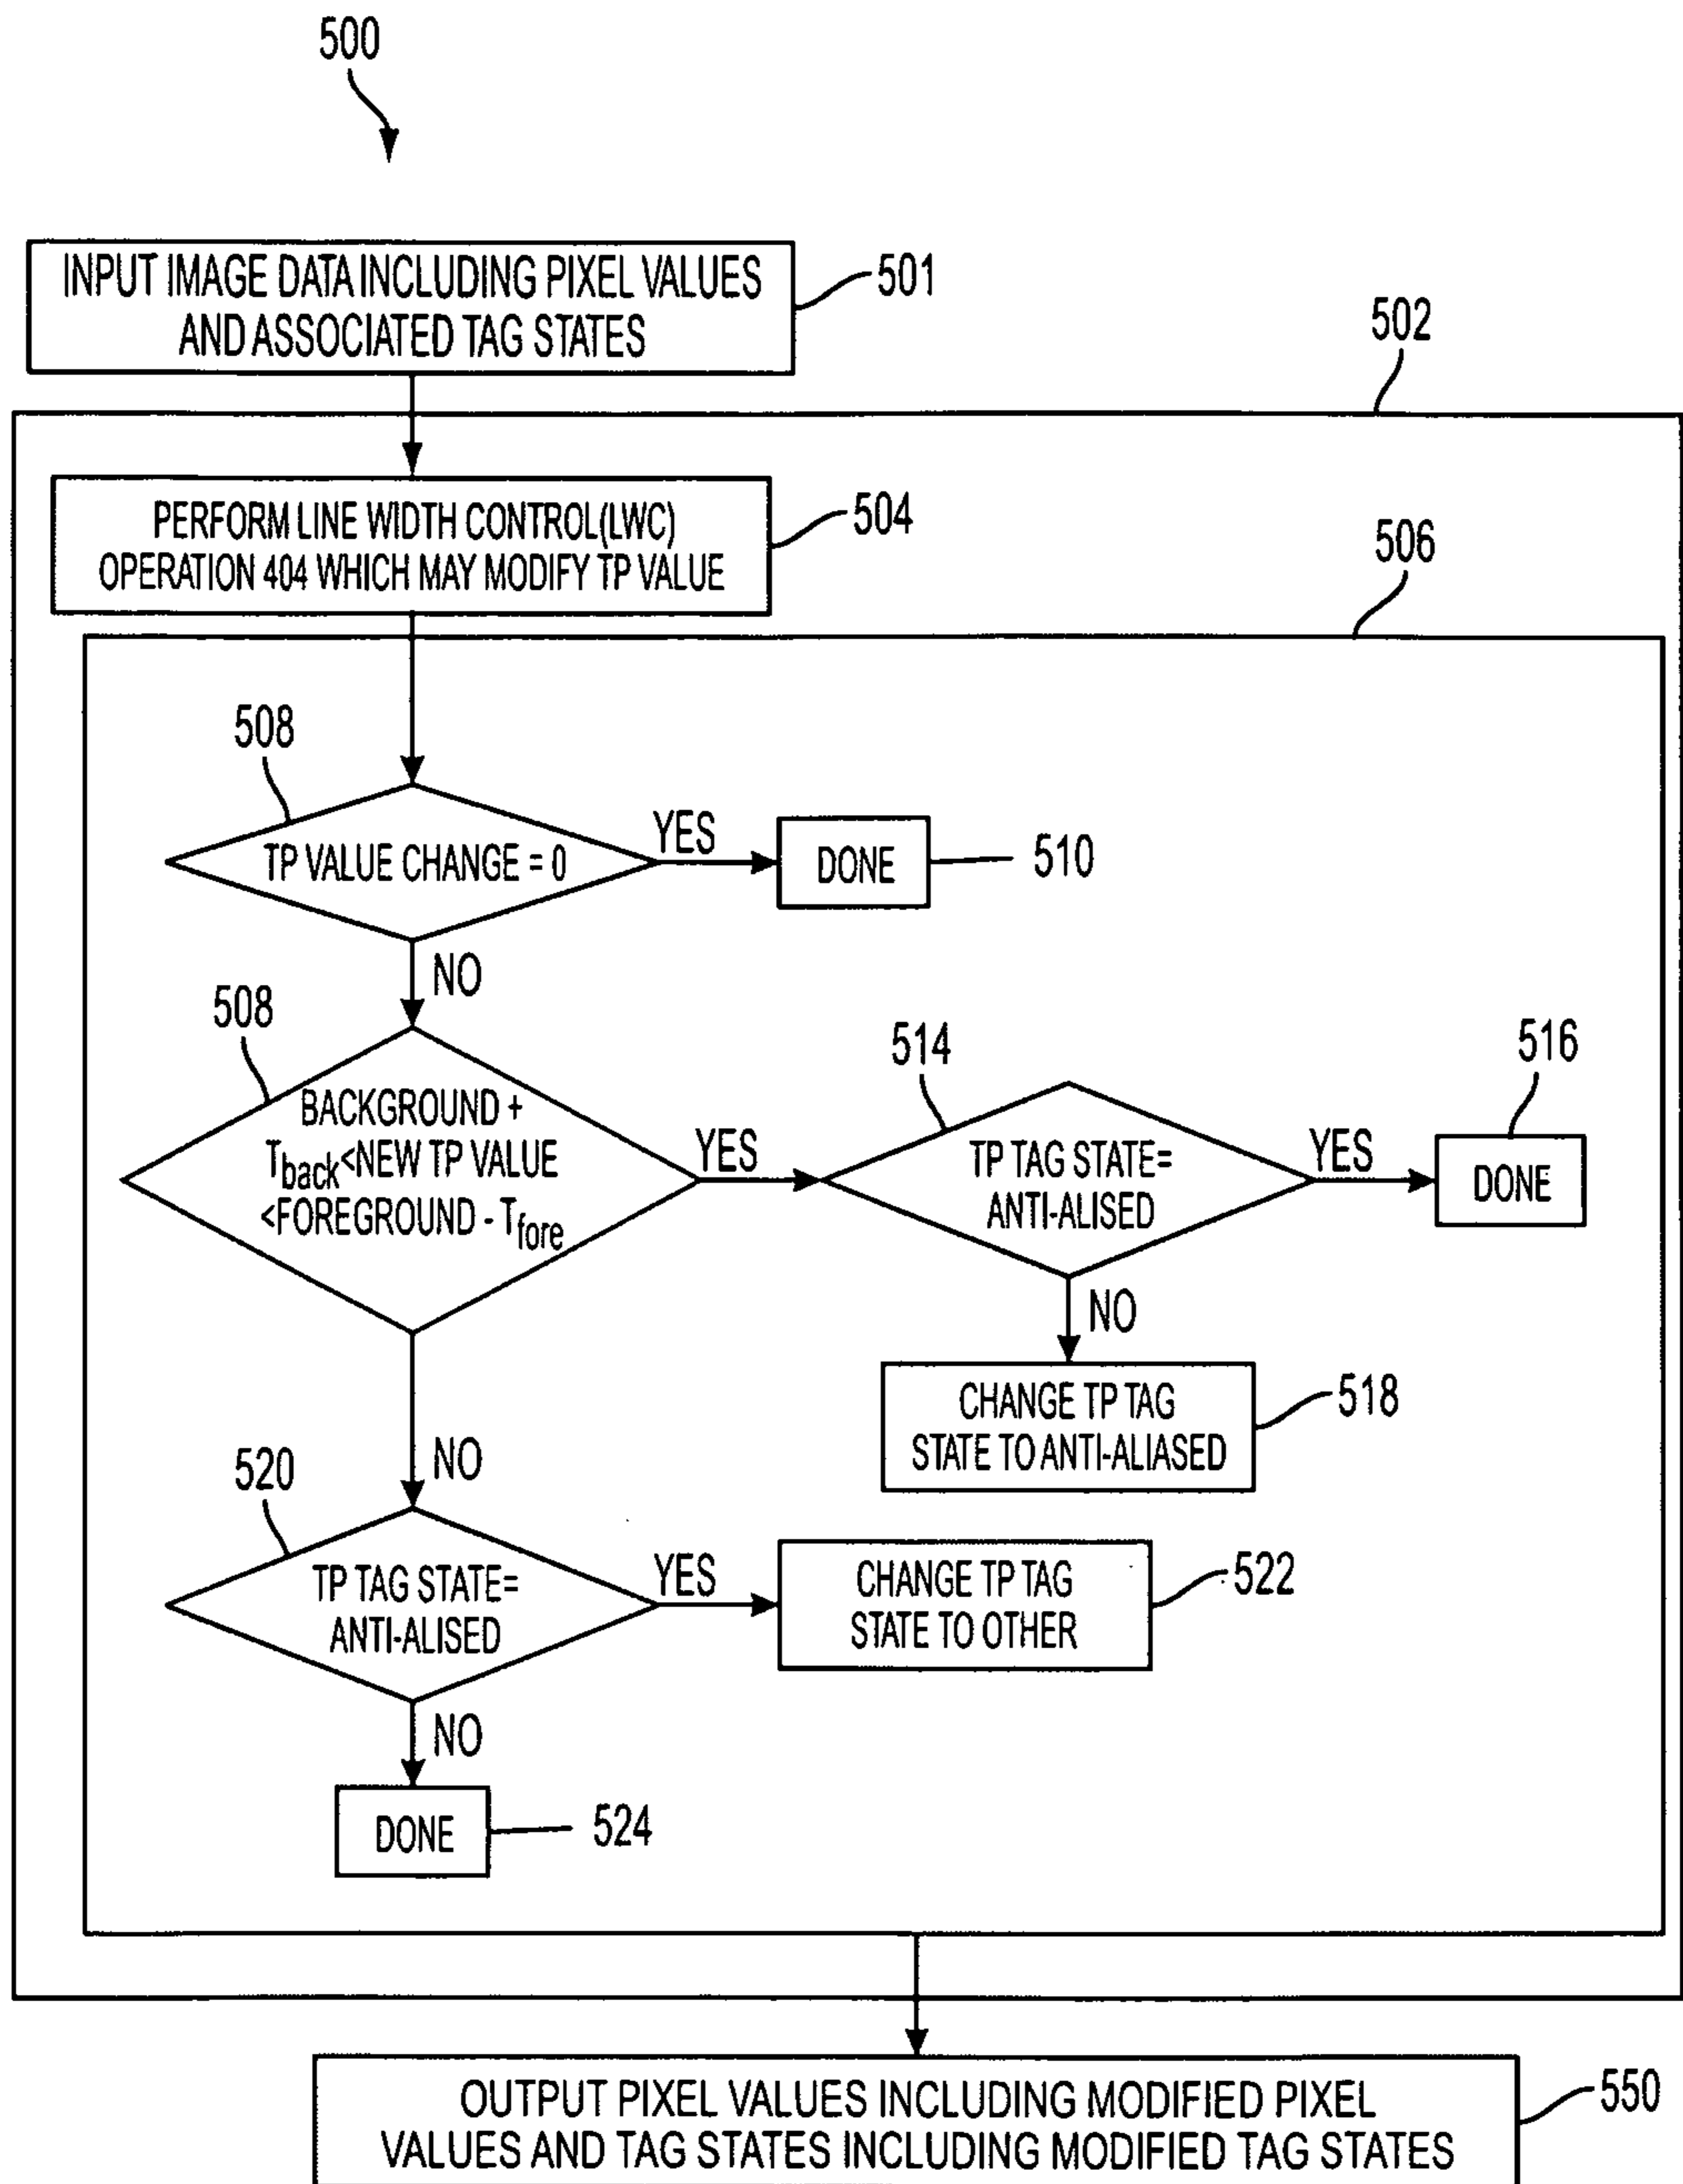 500
INPUT IMAGE DATA INCLUDING PIXEL VALUES
AND ASSOCIATED TAG STATES
501
502
PERFORM LINE WIDTH CONTROL(LWC)
OPERATION 404 WHICH MAY MODIFY TP VALUE
504
506
508
TP VALUE CHANGE = 0
YES
DONE
510
NO
508
BACKGROUND +
Tback<NEW TP VALUE
<FOREGROUND - Tfore
YES
514
TP TAG STATE=
ANTI-ALISED
YES
516
DONE
NO
CHANGE TP TAG
STATE TO ANTI-ALIASED
518
NO
520
TP TAG STATE=
ANTI-ALISED
YES
CHANGE TP TAG
STATE TO OTHER
522
NO
DONE
524
OUTPUT PIXEL VALUES INCLUDING MODIFIED PIXEL
VALUES AND TAG STATES INCLUDING MODIFIED TAG STATES
550